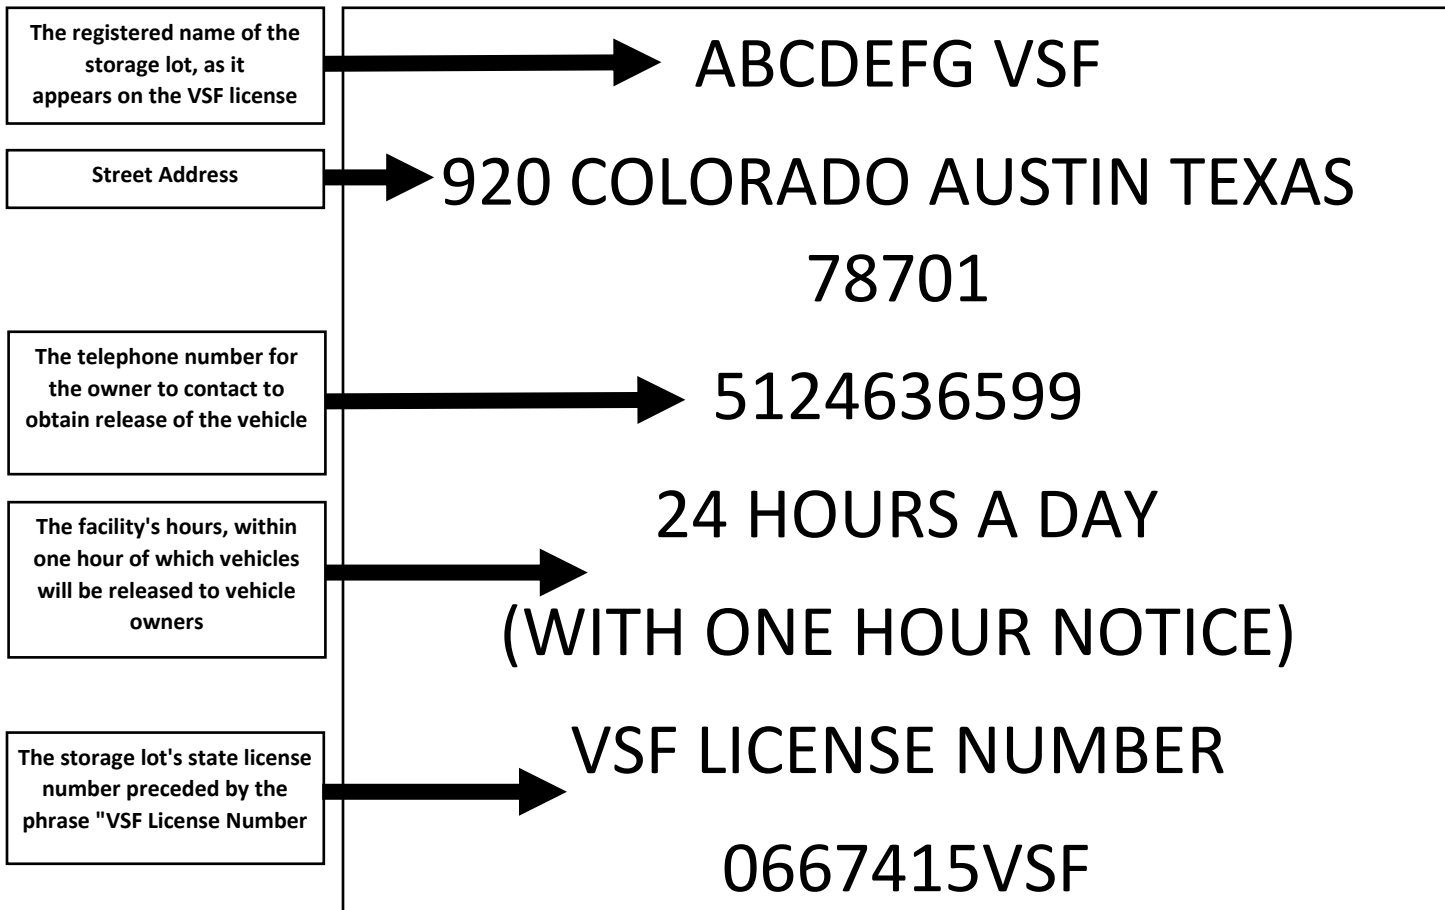 The registered name of the
storage lot, as it
appears on the VSF license
ABCDEFG VSF
Street Address
920 COLORADO AUSTIN TEXAS
78701
The telephone number for
the owner to contact to
obtain release of the vehicle
5124636599
The facility's hours, within
one hour of which vehicles
will be released to vehicle
owners
24 HOURS A DAY
(WITH ONE HOUR NOTICE)
The storage lot's state license
number preceded by the
phrase "VSF License Number
VSF LICENSE NUMBER
0667415VSF